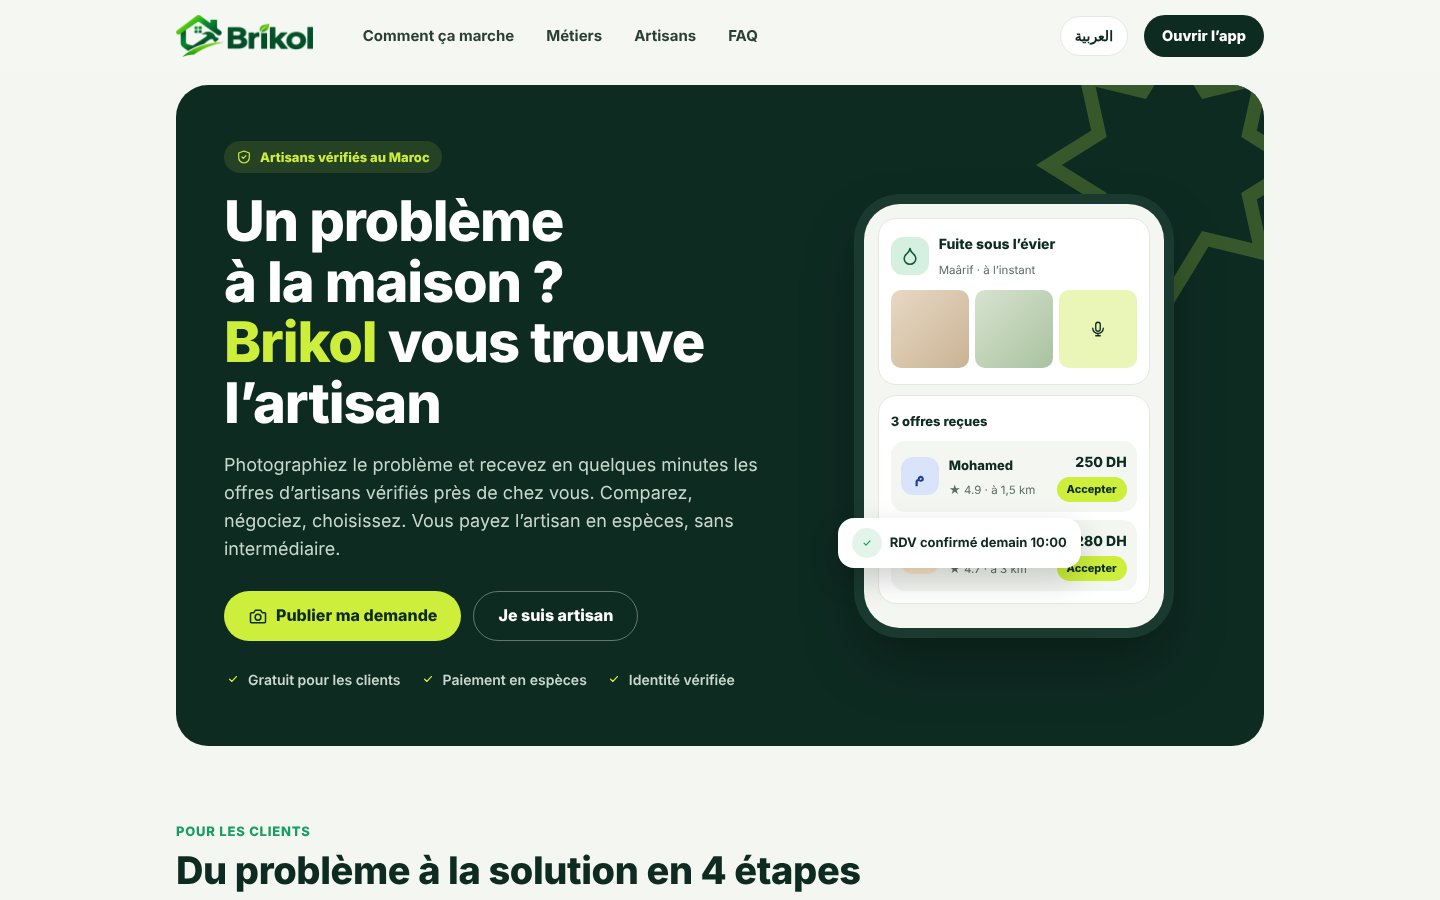 Brikol
Comment ça marche
Métiers
Artisans
FAQ
العربية
Ouvrir l’app
Artisans vérifiés au Maroc
Un problème
à la maison ?
Brikol vous trouve
l’artisan
Photographiez le problème et recevez en quelques minutes les
offres d’artisans vérifiés près de chez vous. Comparez,
négociez, choisissez. Vous payez l’artisan en espèces, sans
intermédiaire.
Publier ma demande
Je suis artisan
Gratuit pour les clients
Paiement en espèces
Identité vérifiée
Fuite sous l’évier
Maârif · à l’instant
3 offres reçues
م
Mohamed
★ 4.9 · à 1,5 km
250 DH
Accepter
RDV confirmé demain 10:00
280 DH
★ 4.7 · à 3 km
Accepter
POUR LES CLIENTS
Du problème à la solution en 4 étapes